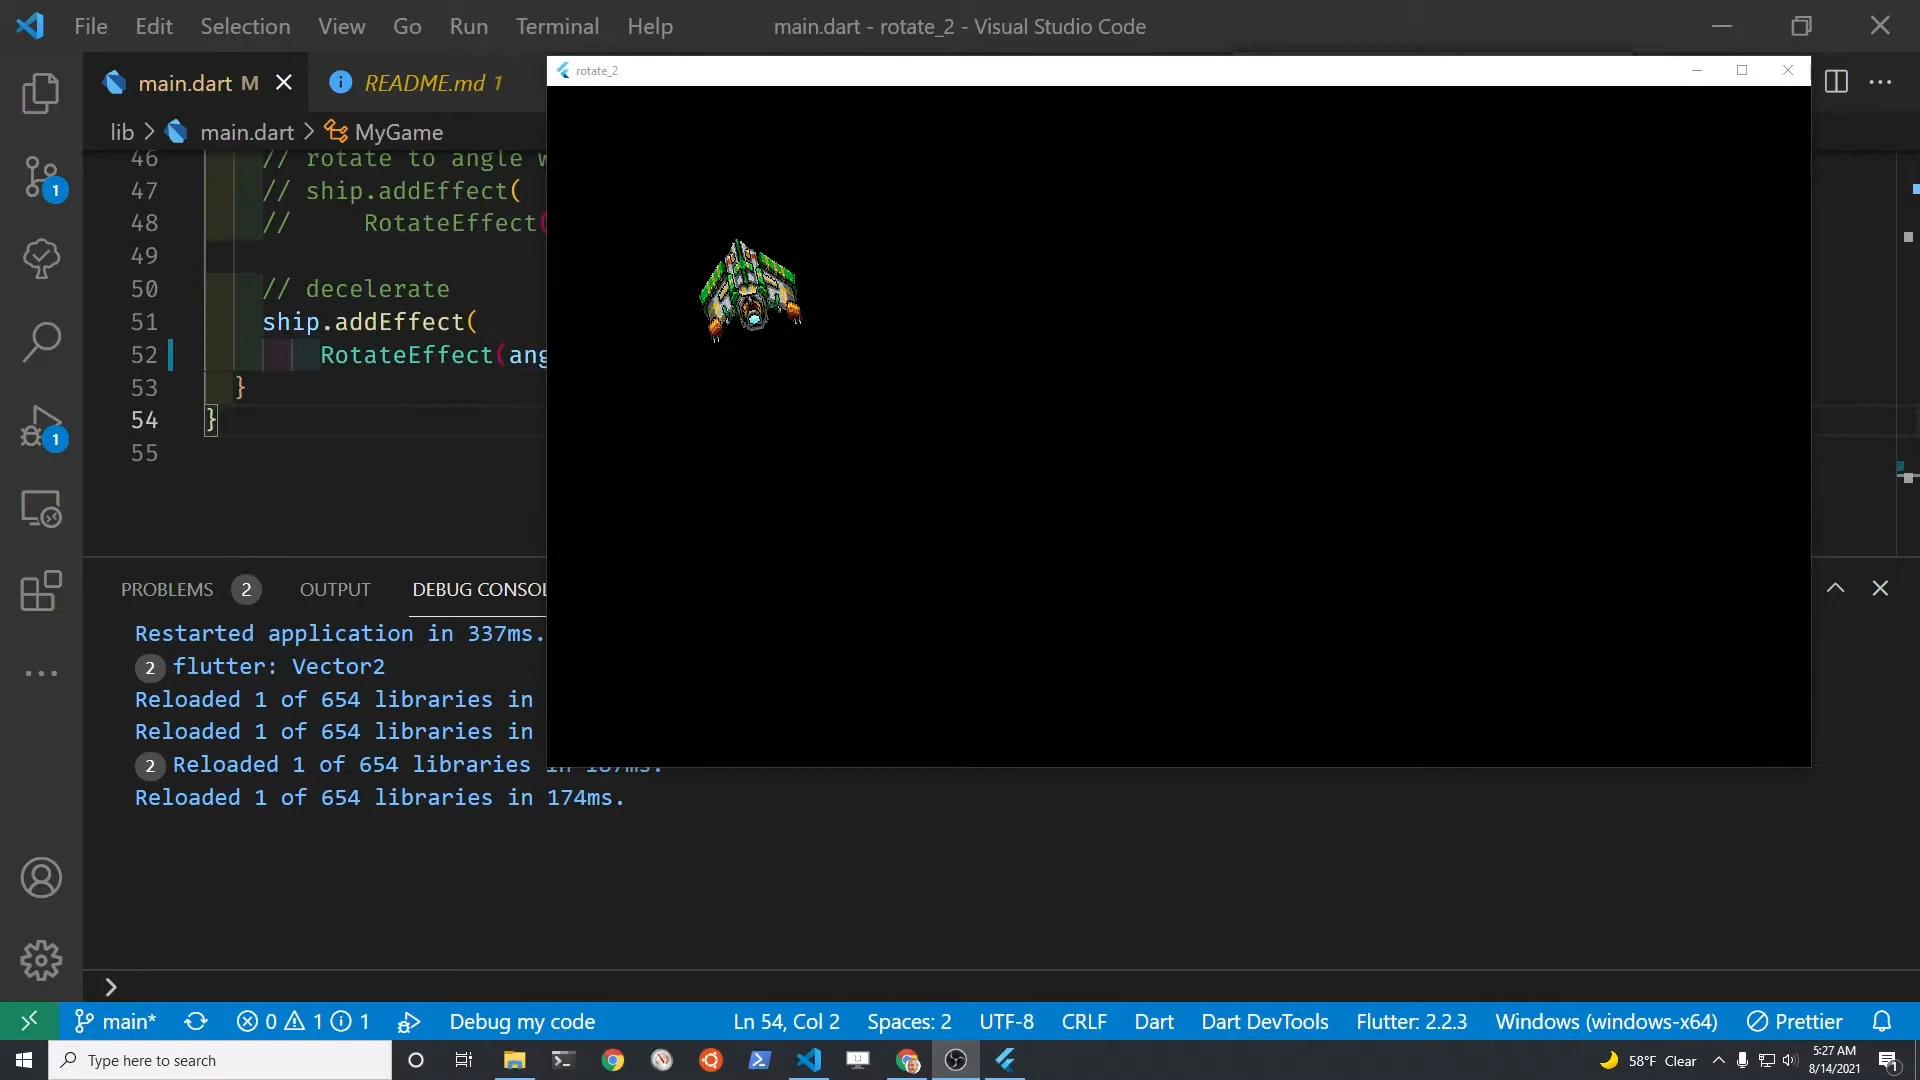 File Edit Selection View Go Run Terminal Help main.dart - rotate_2 - Visual Studio Code
main.dart M README.md 1
rotate_2
lib > main.dart > MyGame
46 // rotate to angle
47 // ship.addEffect(
48 // RotateEffect(
49
50 // decelerate
51 ship.addEffect(
52 RotateEffect(ang
53 }
54 }
55
PROBLEMS 2 OUTPUT DEBUG CONSOL
Restarted application in 337ms.
2 flutter: Vector2
Reloaded 1 of 654 libraries in
Reloaded 1 of 654 libraries in
2 Reloaded 1 of 654 libraries in
Reloaded 1 of 654 libraries in 174ms.
1
1
main* 0 1 1 Debug my code Ln 54, Col 2 Spaces: 2 UTF-8 CRLF Dart Dart DevTools Flutter: 2.2.3 Windows (windows-x64) Prettier
Type here to search 58°F Clear 5:27 AM
8/14/2021 1